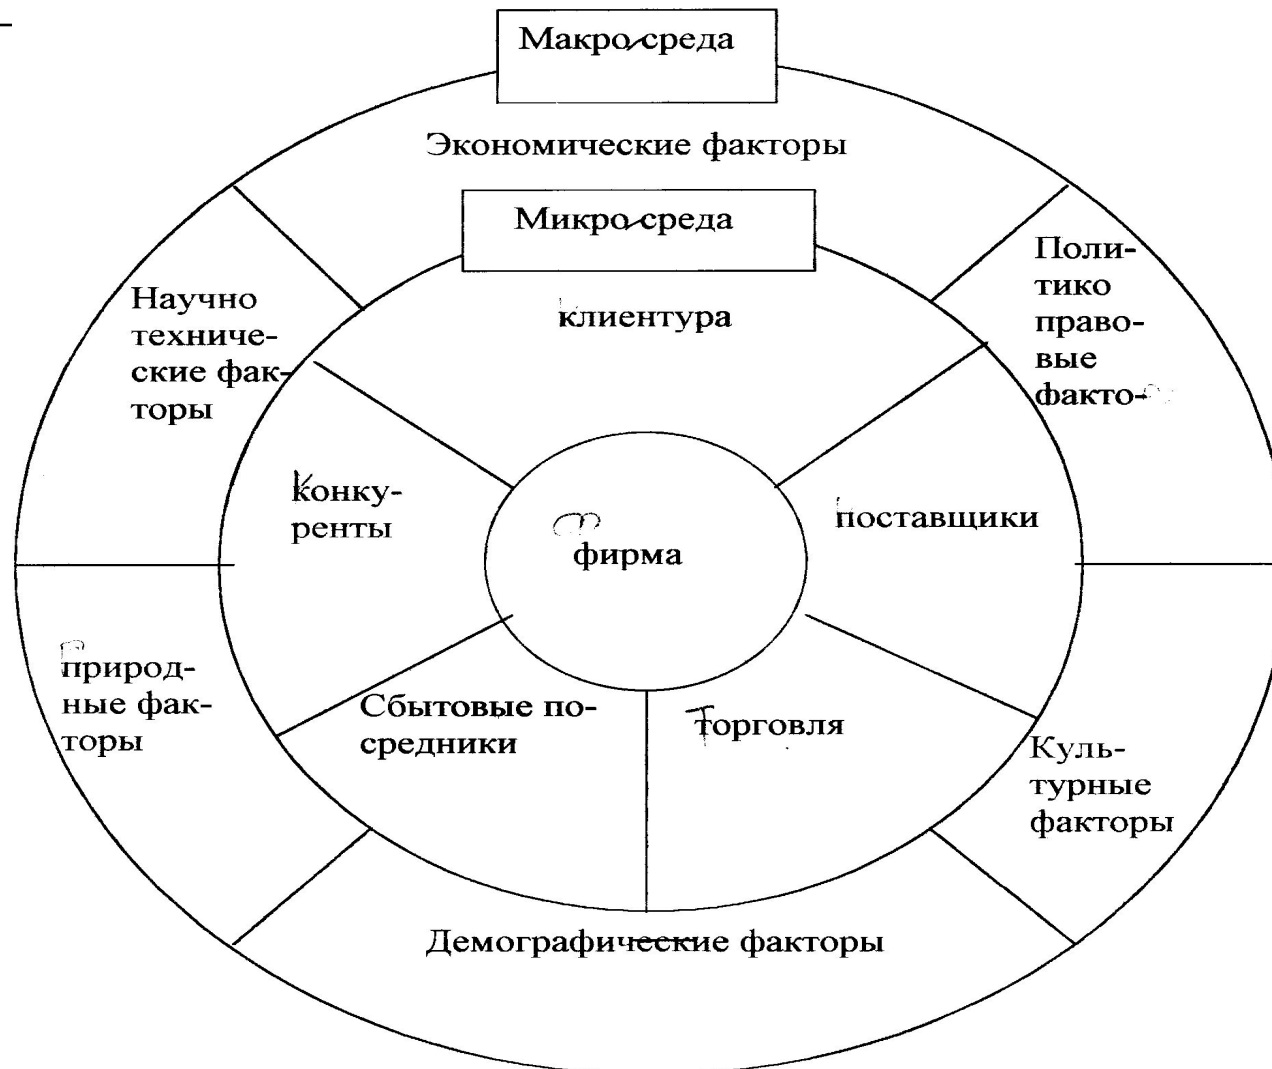 Макро-среда
Экономические факторы
Микро-среда
Поли-
тико
право-
вые
факто-
Научно
техниче-
ские фак-
торы
клиентура
конку-
ренты
поставщики
фирма
природ-
ные фак-
торы
Сбытовые по-
средники
Торговля
Куль-
турные
факторы
Демографические факторы